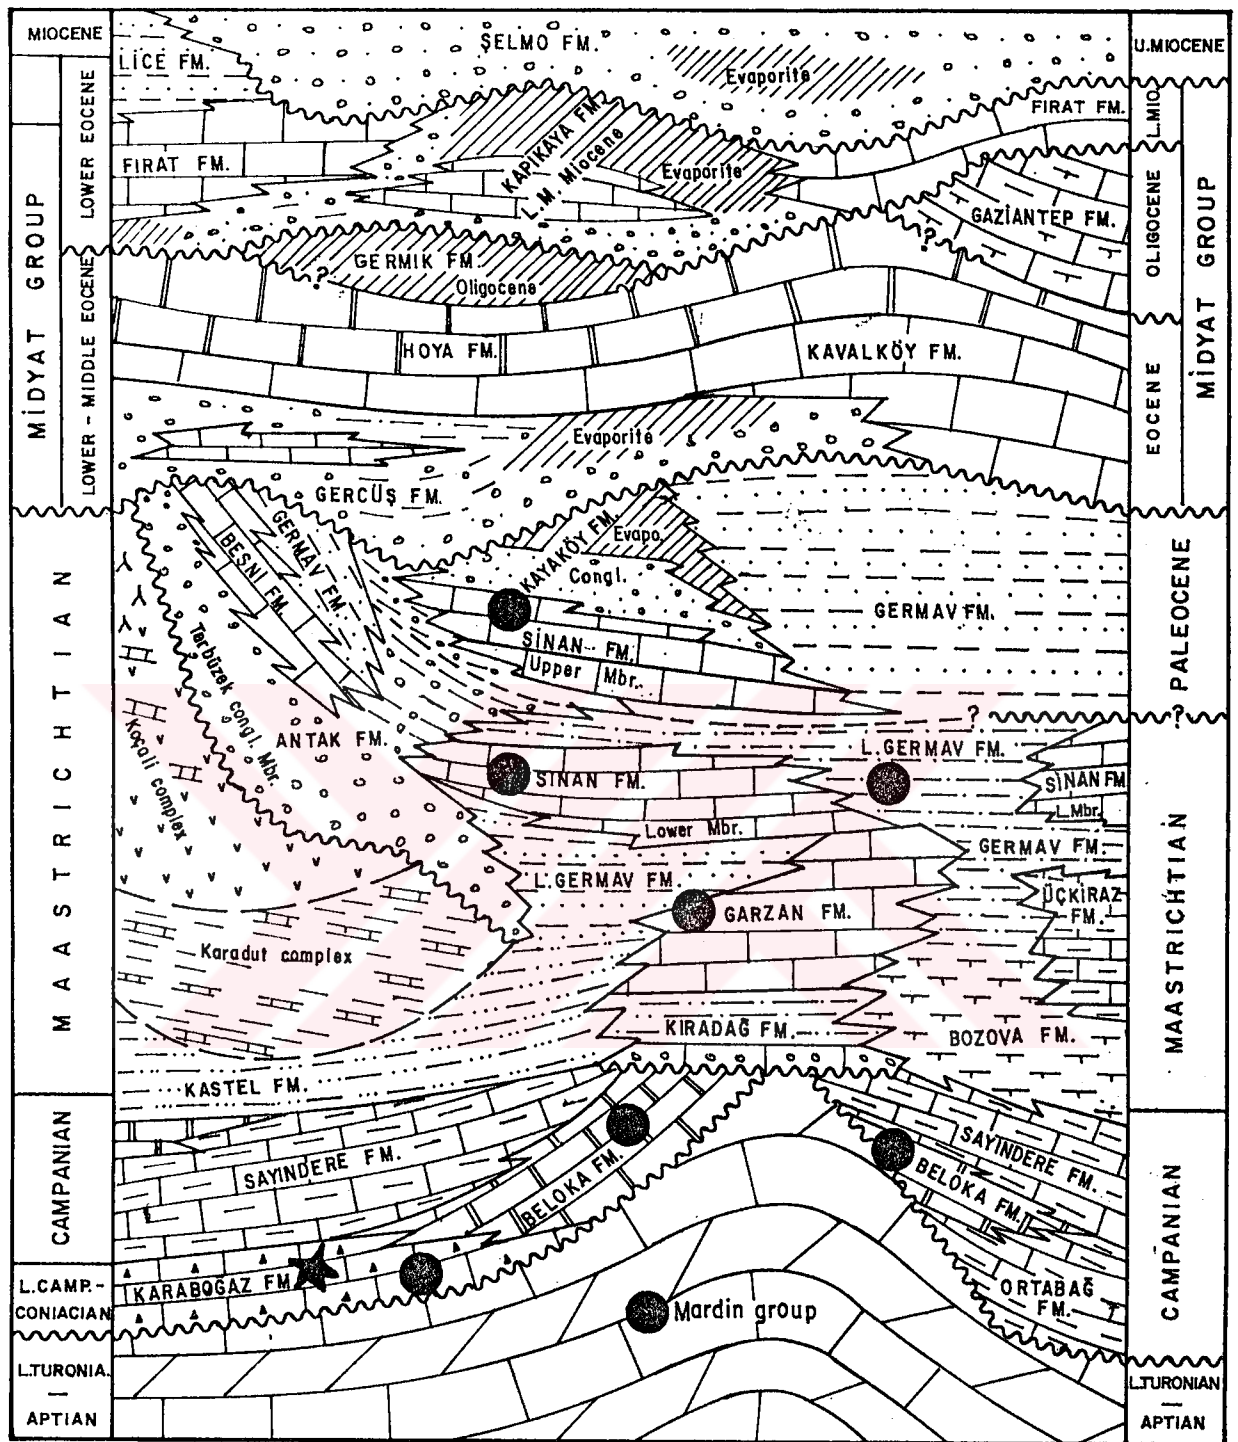 MIOCENE
LOWER EOCENE
MİDYAT GROUP
LOWER - MIDDLE EOCENE
MAASTRICHTIAN
CAMPANIAN
L.CAMP.-
CONIACIAN
L.TURONIA.
—
APTIAN
ŞELMO FM.
LİCE FM.
Evaporite
FIRAT FM.
FIRAT FM.
KAPIKAYA FM.
L.M. Miocene
Evaporite
GAZİANTEP FM.
?
GERMIK FM.
?
Oligocene
HOYA FM.
KAVALKÖY FM.
Evaporite
GERCÜŞ FM.
GERMAV FM.
BESNİ FM.
KAYAKÖY FM.
Evapo.
Congl.
GERMAV FM.
SİNAN FM.
Upper Mbr.
Terbüzek congl. Mbr.
Koçali complex
ANTAK FM.
?
L.GERMAV FM.
SİNAN FM.
SİNAN FM
L.Mbr.
Lower Mbr.
GERMAV FM.
L.GERMAV FM.
ÜÇKIRAZ
FM.
GARZAN FM.
Karadut complex
KIRADAĞ FM.
BOZOVA FM.
KASTEL FM.
SAYINDERE FM.
BELOKA FM.
SAYINDERE FM.
BELOKA FM.
KARABOĞAZ FM
ORTABAĞ
FM.
Mardin group
U.MIOCENE
L.MIO.
OLIGOCENE
MİDYAT GROUP
EOCENE
PALEOCENE
?
MAASTRICHTIAN
CAMPANIAN
L.TURONIAN
—
APTIAN